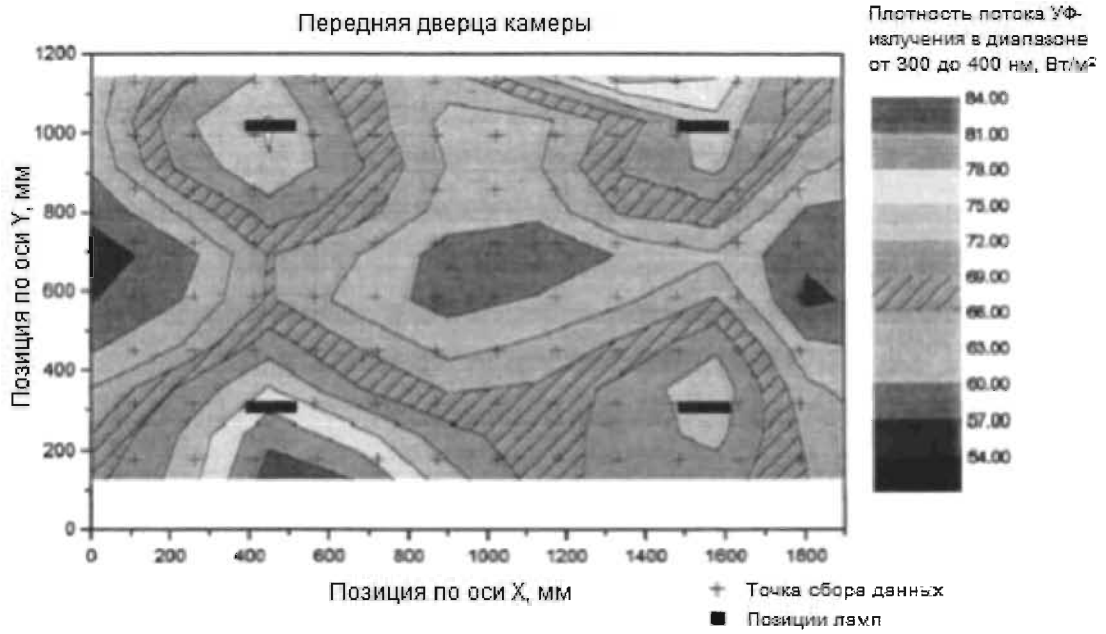 Передняя дверца камеры
Плотность потока УФ-
излучения в диапазоне
от 300 до 400 нм, Вт/м²
1200
1000
800
600
400
200
0
Позиция по оси Y, мм
0 200 400 600 800 1000 1200 1400 1600 1800
Позиция по оси X, мм
84.00
81.00
78.00
75.00
72.00
69.00
66.00
63.00
60.00
57.00
54.00
+ Точка сбора данных
Позиции ламп